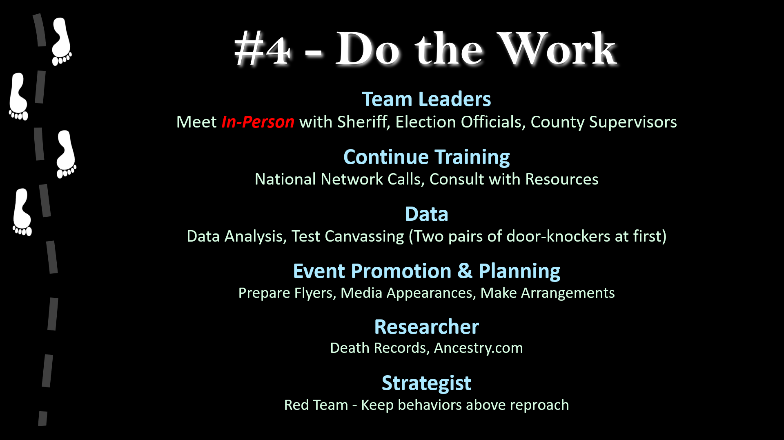 #4 - Do the Work
Team Leaders
Meet In-Person with Sheriff, Election Officials, County Supervisors
Continue Training
National Network Calls, Consult with Resources
Data
Data Analysis, Test Canvassing (Two pairs of door-knockers at first)
Event Promotion & Planning
Prepare Flyers, Media Appearances, Make Arrangements
Researcher
Death Records, Ancestry.com
Strategist
Red Team - Keep behaviors above reproach